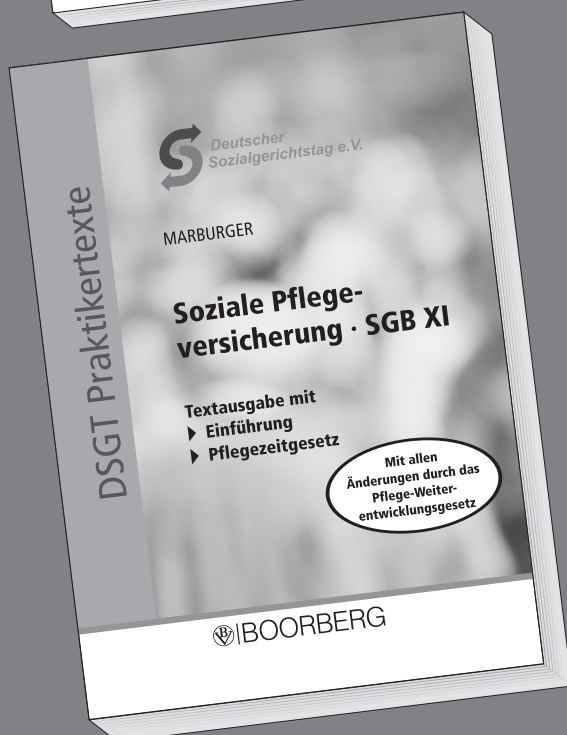 DSGT Praktikertexte
Deutscher
Sozialgerichtstag e.V.
MARBURGER
Soziale Pflege-
versicherung · SGB XI
Textausgabe mit
Einführung
Pflegezeitgesetz
Mit allen
Änderungen durch das
Pflege-Weiter-
entwicklungsgesetz
BOORBERG